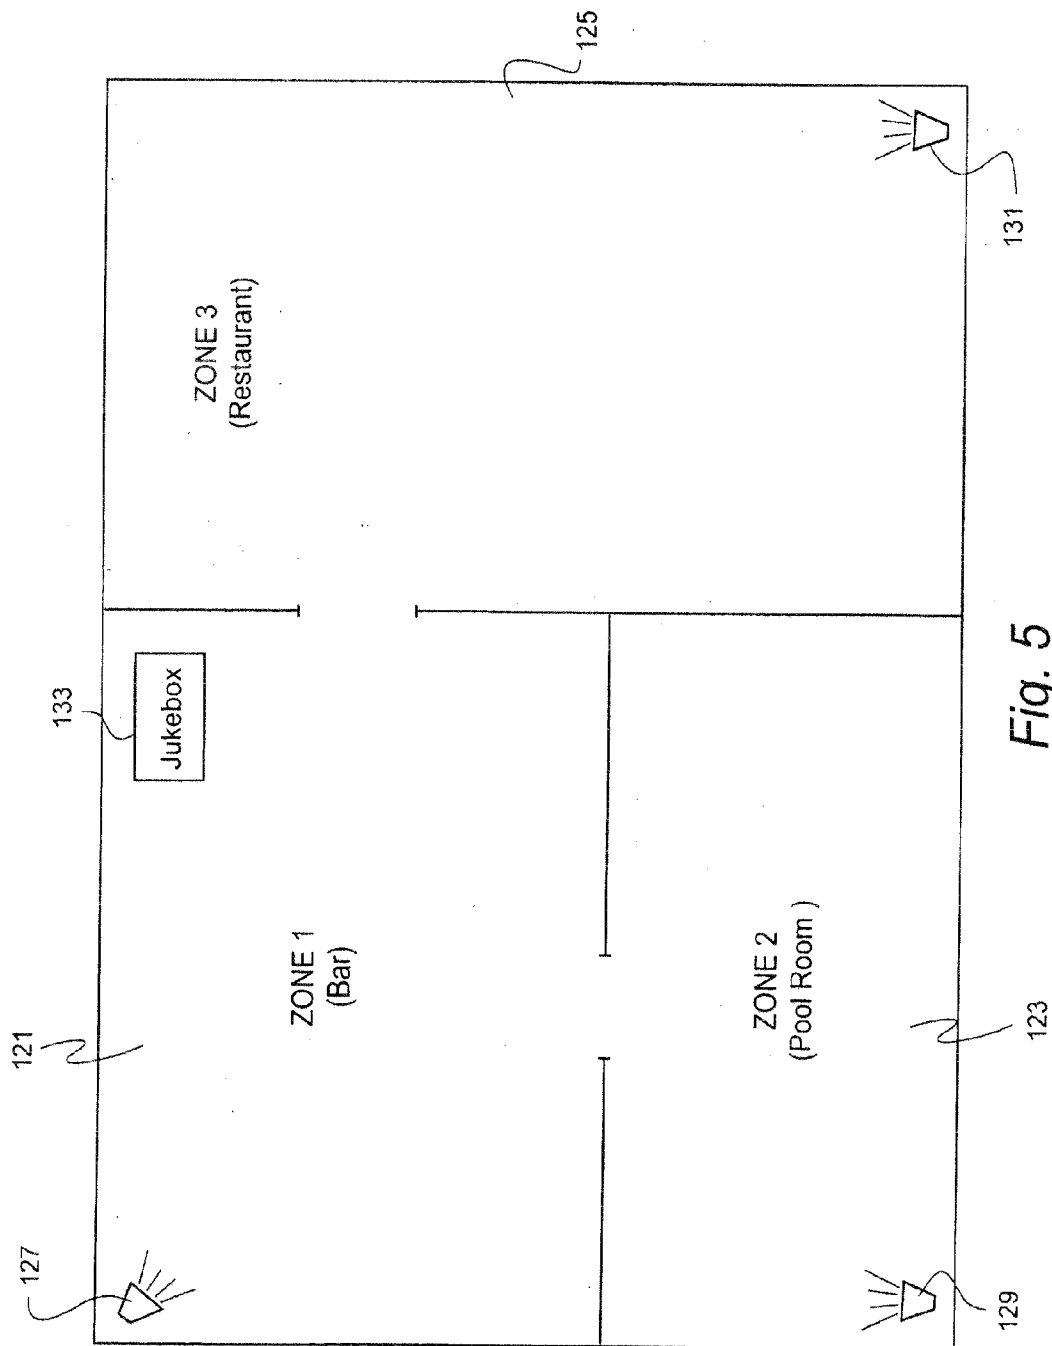 125
131
ZONE 3
(Restaurant)
133
Jukebox
Fig. 5
121
ZONE 1
(Bar)
ZONE 2
(Pool Room )
123
127
129